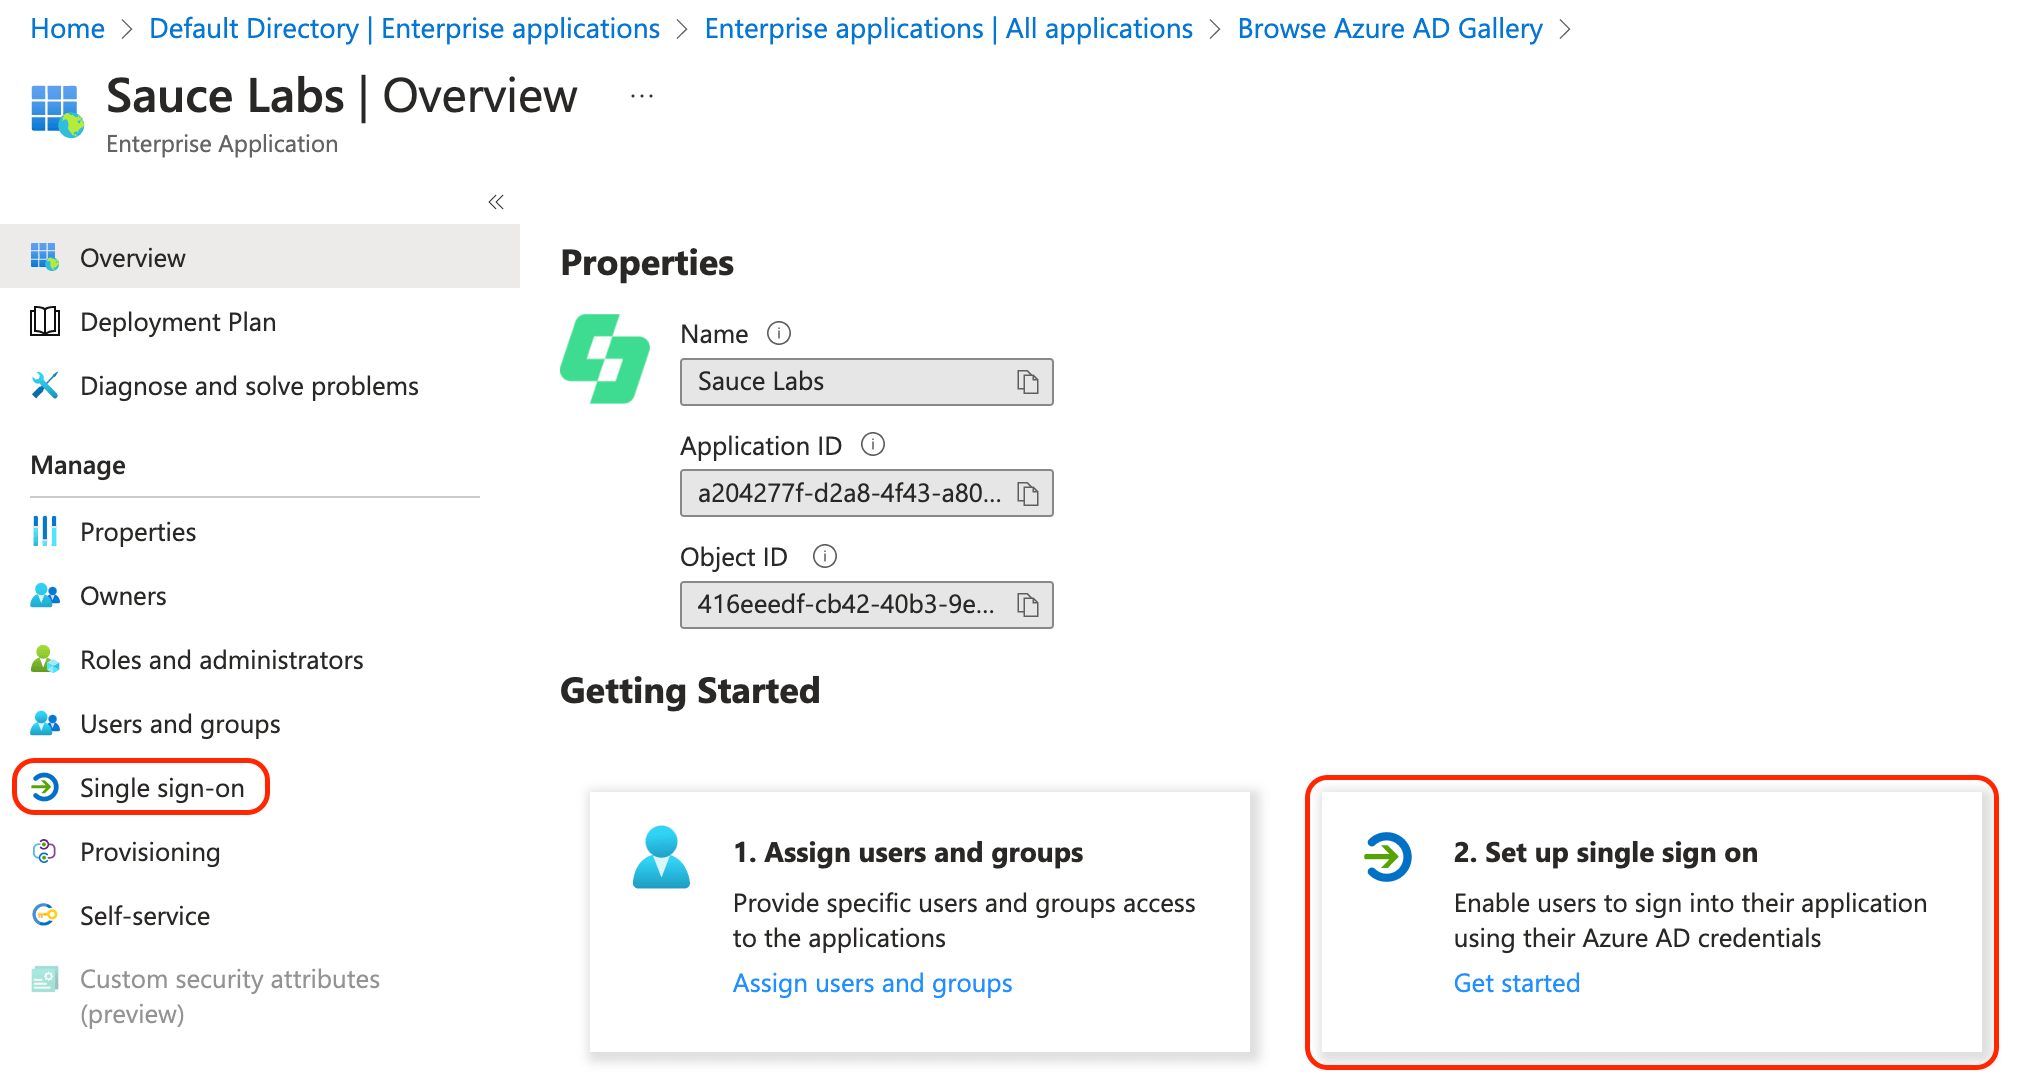 Home > Default Directory | Enterprise applications > Enterprise applications | All applications > Browse Azure AD Gallery >
Sauce Labs | Overview ...
Enterprise Application
«
Overview
Deployment Plan
Diagnose and solve problems
Manage
Properties
Owners
Roles and administrators
Users and groups
Single sign-on
Provisioning
Self-service
Custom security attributes
(preview)
Properties
Name
Sauce Labs
Application ID
a204277f-d2a8-4f43-a80...
Object ID
416eeedf-cb42-40b3-9e...
Getting Started
1. Assign users and groups
Provide specific users and groups access
to the applications
Assign users and groups
2. Set up single sign on
Enable users to sign into their application
using their Azure AD credentials
Get started